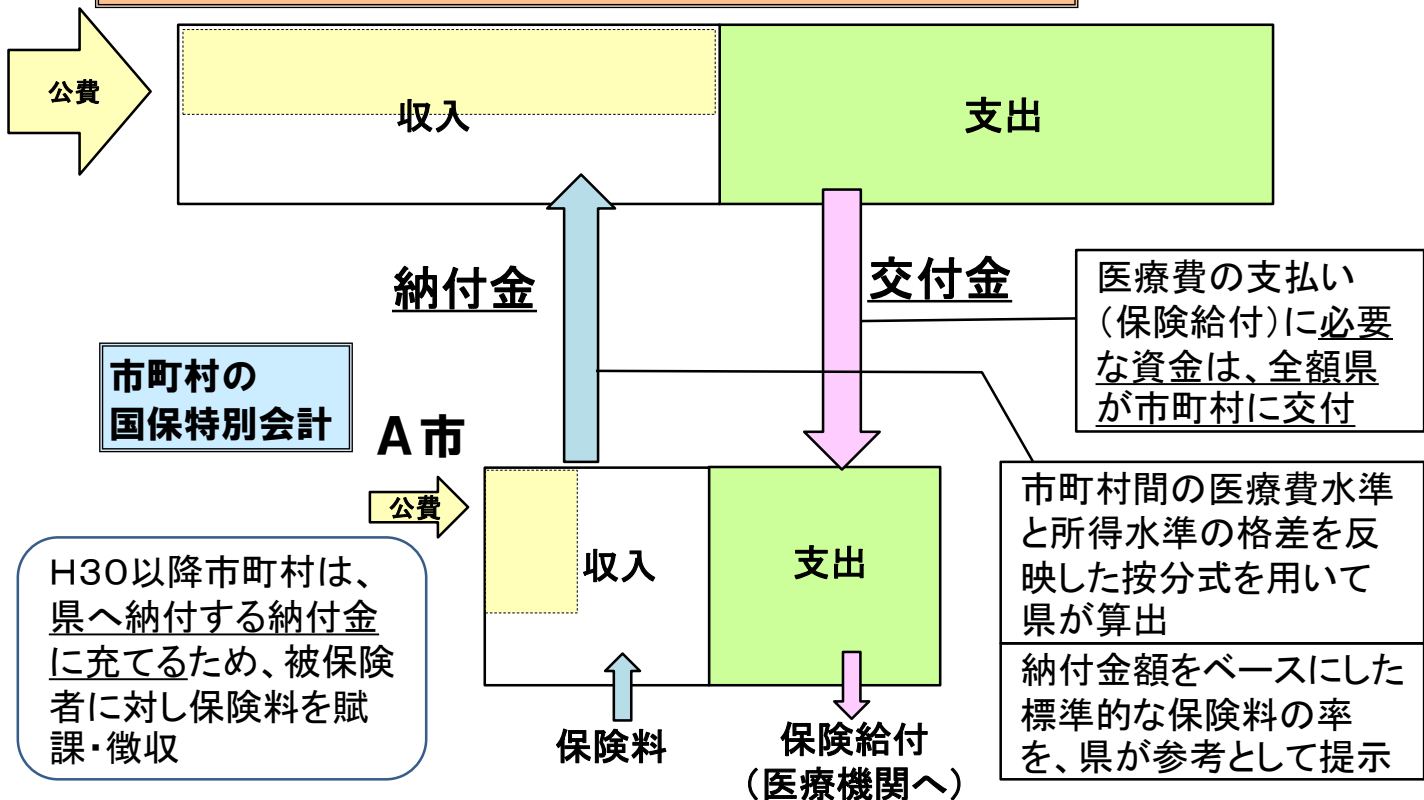 公費
収入
支出
納付金
交付金
医療費の支払い
(保険給付)に必要
な資金は、全額県
が市町村に交付
市町村の
国保特別会計
A市
公費
収入
支出
H30以降市町村は、
県へ納付する納付金
に充てるため、被保険
者に対し保険料を賦
課・徴収
市町村間の医療費水準
と所得水準の格差を反
映した按分式を用いて
県が算出
納付金額をベースにした
標準的な保険料の率
を、県が参考として提示
保険料
保険給付
(医療機関へ)